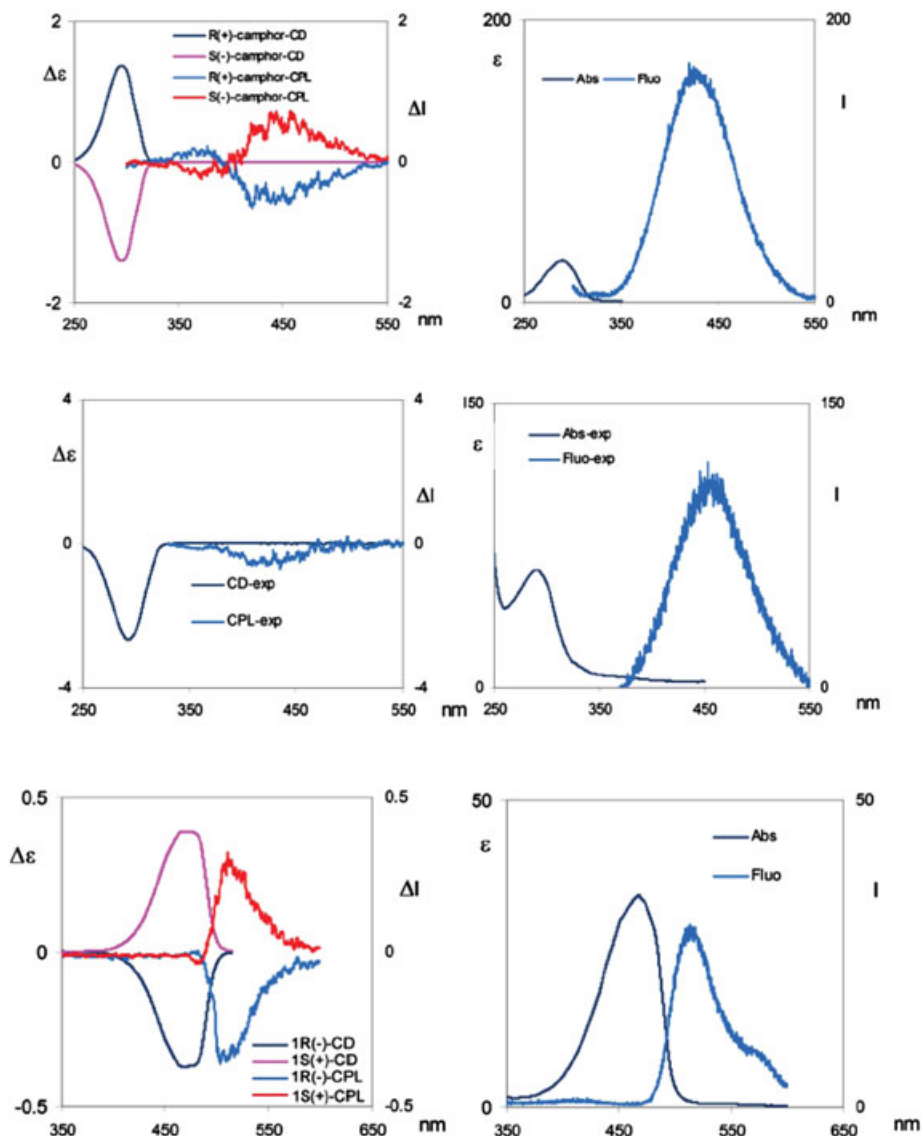 2 2
R(+)-camphor-CD
S(-)-camphor-CD
R(+)-camphor-CPL
S(-)-camphor-CPL
Δε ΔI
0 0
-2 -2
250 350 450 550 nm
200 200
ε
Abs Fluo
I
0 0
250 350 450 550
nm
4 4
Δε
ΔI
0 0
CD-exp
CPL-exp
-4 -4
250 350 450 550 nm
I50 150
ε
Abs-exp
Fluo-exp
I
0 0
250 350 450 550
nm
0.5 0.5
Δε
ΔI
0 0
1R(-)-CD
1S(+)-CD
1R(-)-CPL
1S(+)-CPL
-0.5 -0.5
350 450 550 650
nm
50 50
ε
Abs
Fluo
I
0 0
350 450 550 650
nm